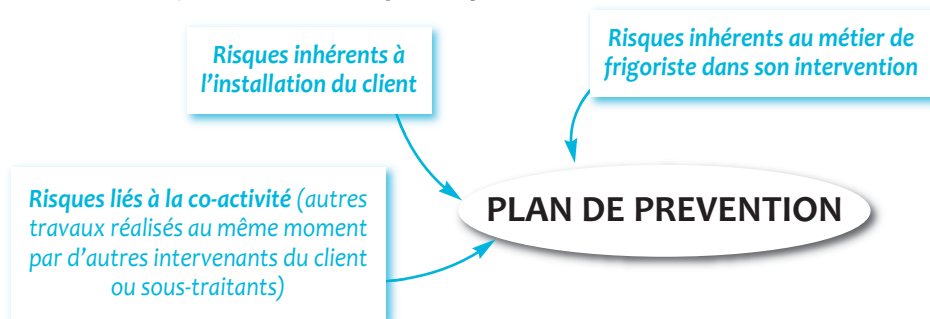 Risques inhérents à
l'installation du client
Risques inhérents au métier de
frigoriste dans son intervention
Risques liés à la co-activité (autres
travaux réalisés au même moment
par d'autres intervenants du client
ou sous-traitants)
PLAN DE PREVENTION